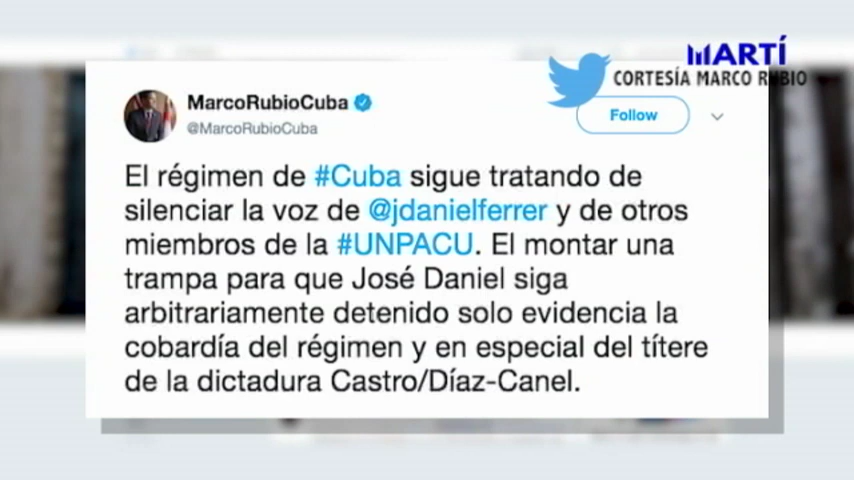 MARTÍ
CORTESÍA MARCO RUBIO
MarcoRubioCuba
@MarcoRubioCuba
Follow
El régimen de #Cuba sigue tratando de
silenciar la voz de @jdanielferrer y de otros
miembros de la #UNPACU. El montar una
trampa para que José Daniel siga
arbitrariamente detenido solo evidencia la
cobardía del régimen y en especial del títere
de la dictadura Castro/Díaz-Canel.